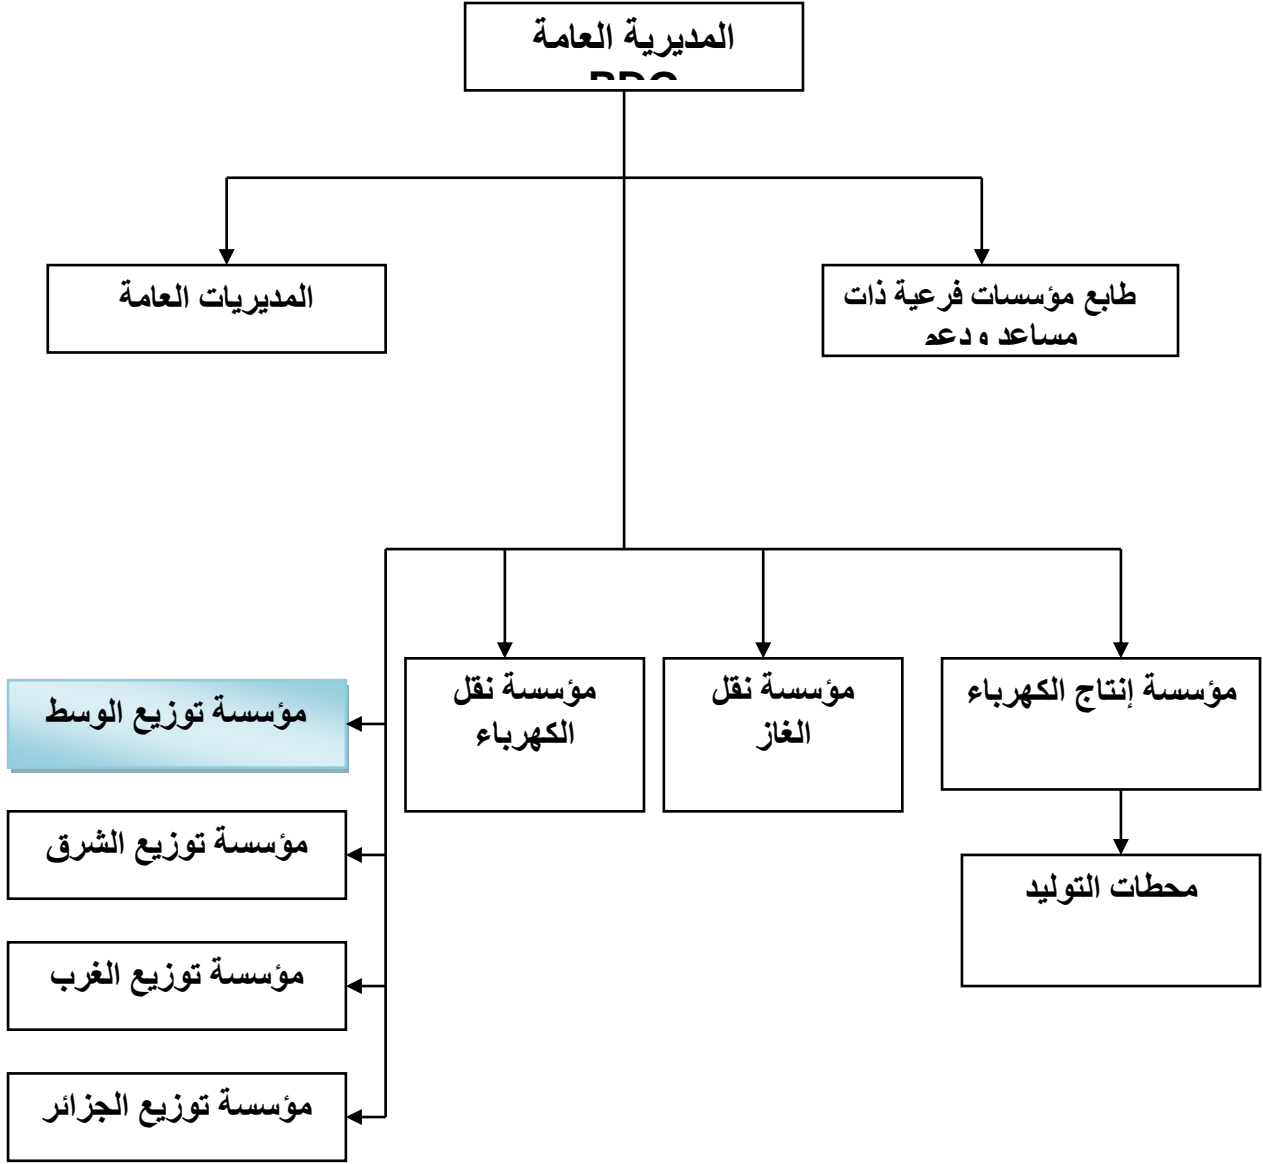 المديرية العامة
المديريات العامة
طابع مؤسسات فرعية ذات
مساعد ودعم
مؤسسة إنتاج الكهرباء
مؤسسة نقل
الغاز
مؤسسة نقل
الكهرباء
مؤسسة توزيع الوسط
مؤسسة توزيع الشرق
محطات التوليد
مؤسسة توزيع الغرب
مؤسسة توزيع الجزائر